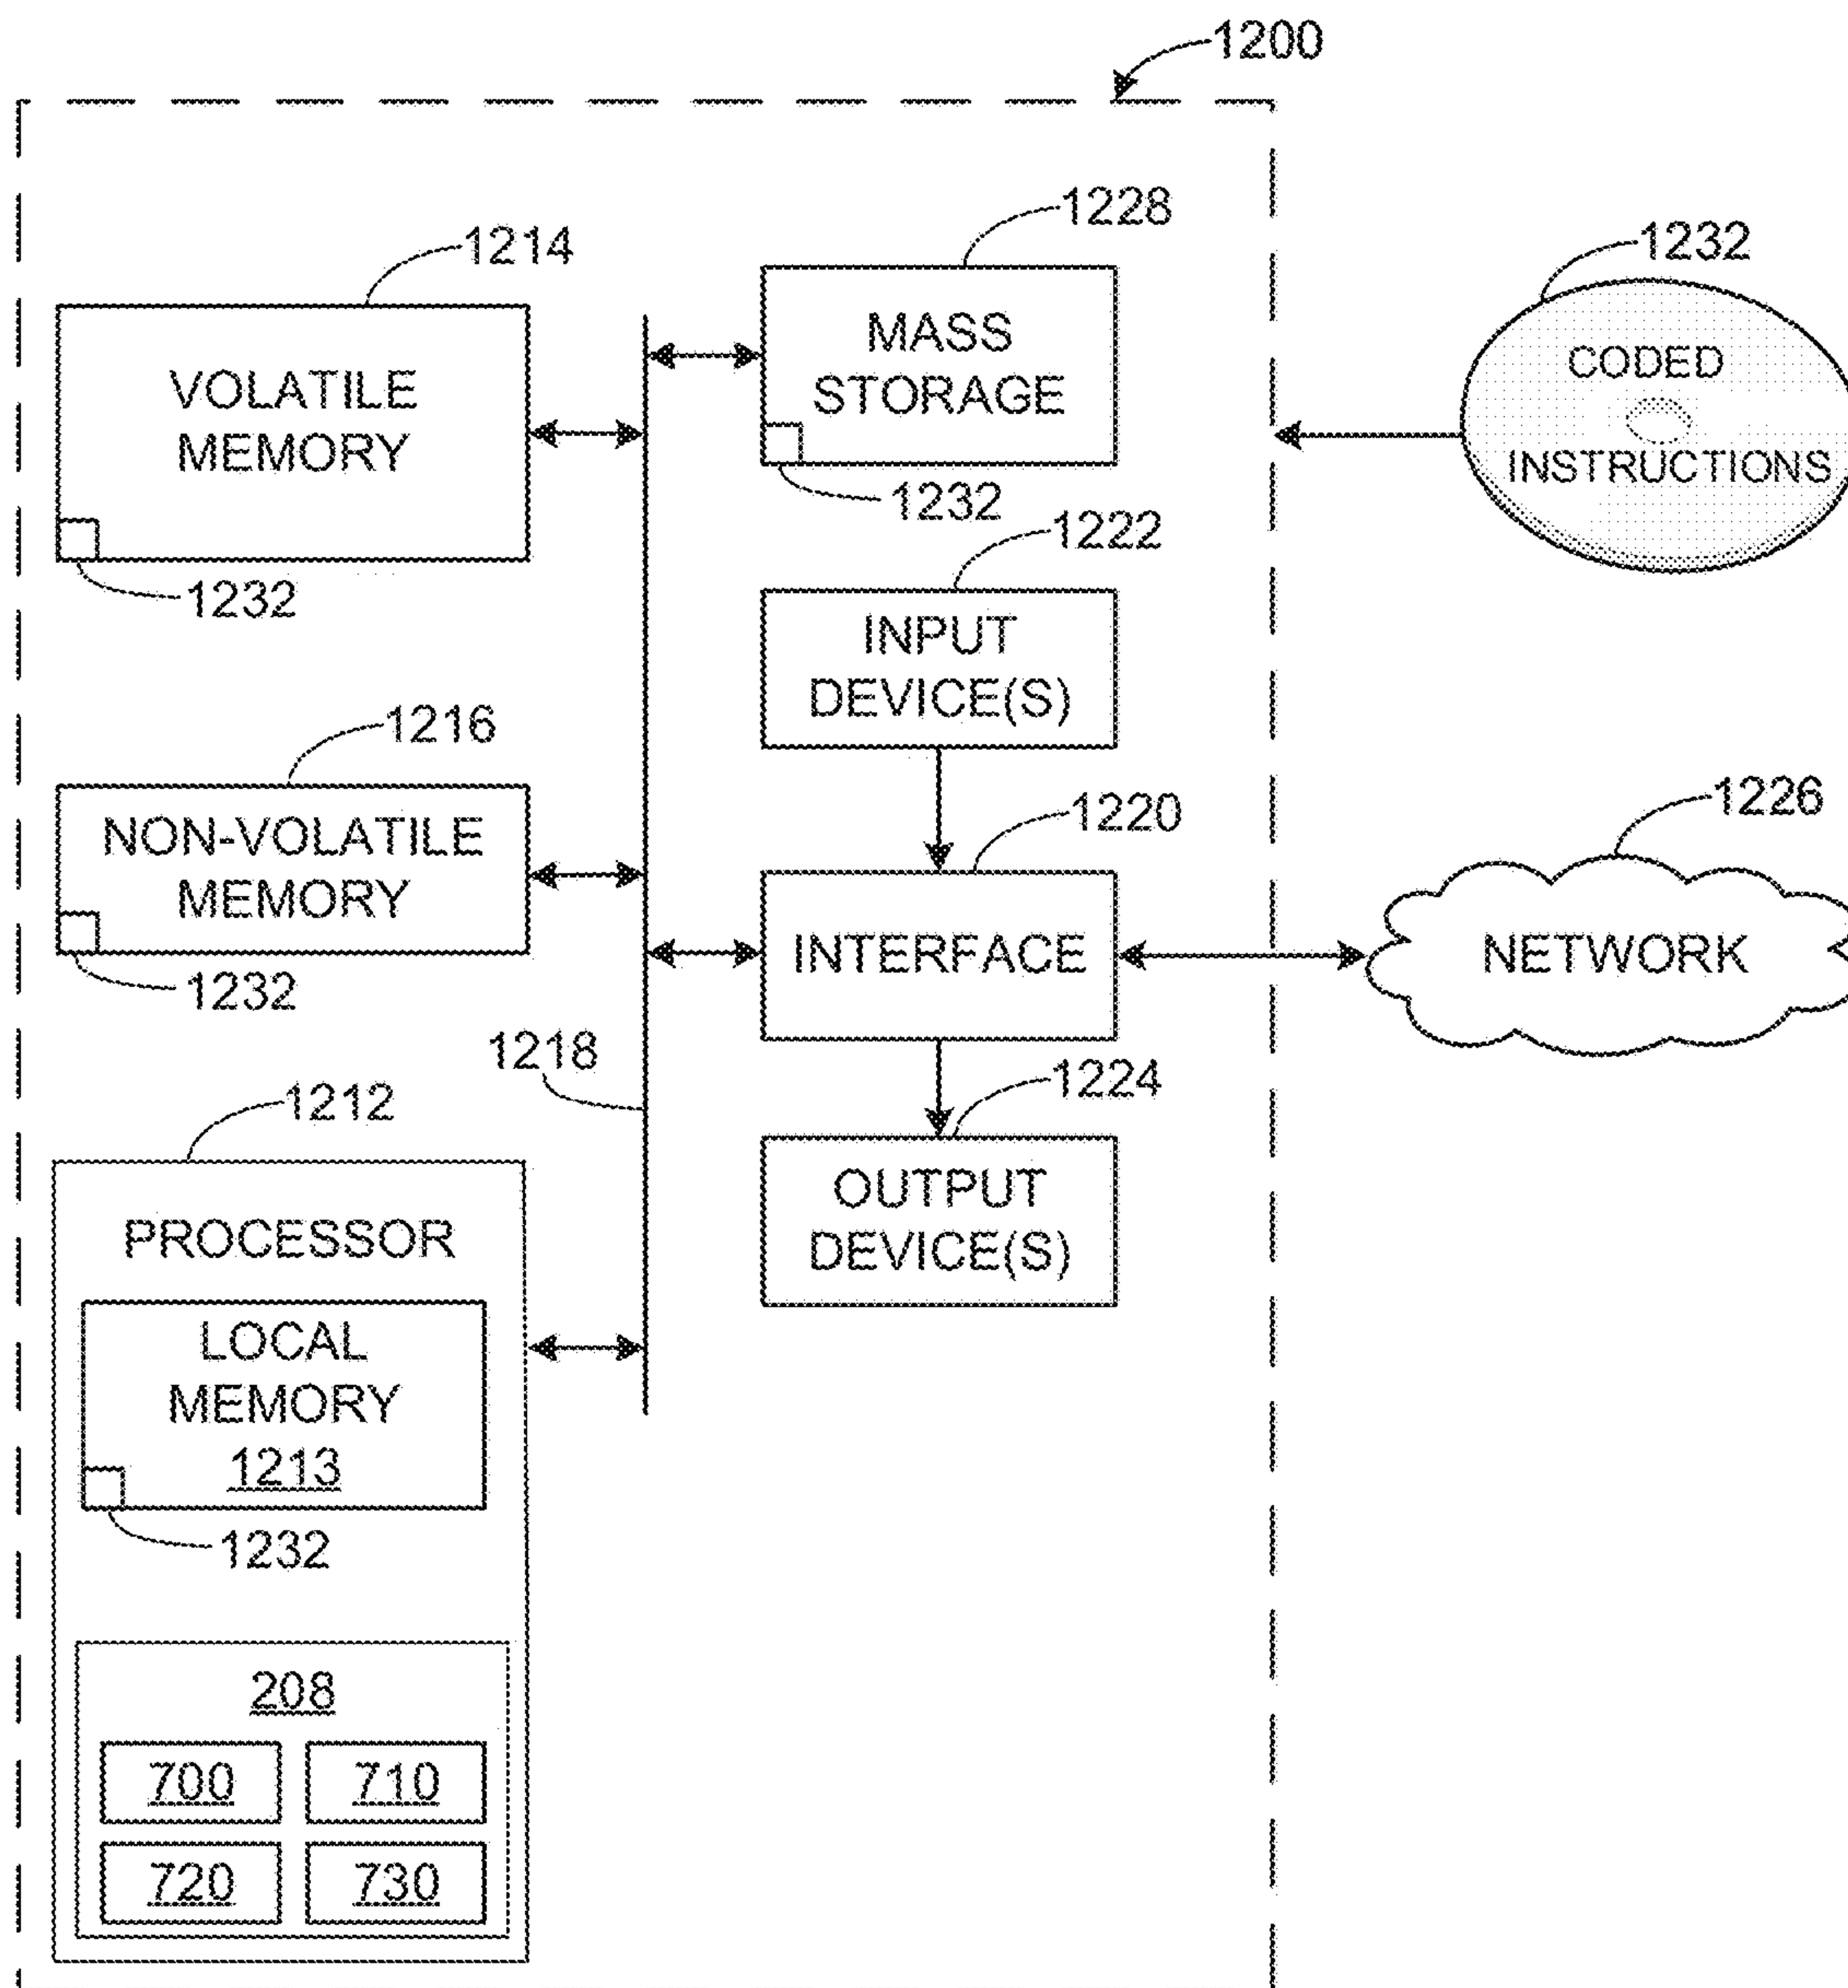 1200
1214
VOLATILE
MEMORY
1232
1228
MASS
STORAGE
1232
1232
CODED
INSTRUCTIONS
1222
INPUT
DEVICE(S)
1216
NON-VOLATILE
MEMORY
1232
1220
INTERFACE
1226
NETWORK
1218
1224
OUTPUT
DEVICE(S)
1212
PROCESSOR
LOCAL
MEMORY
1213
1232
208
700
710
720
730